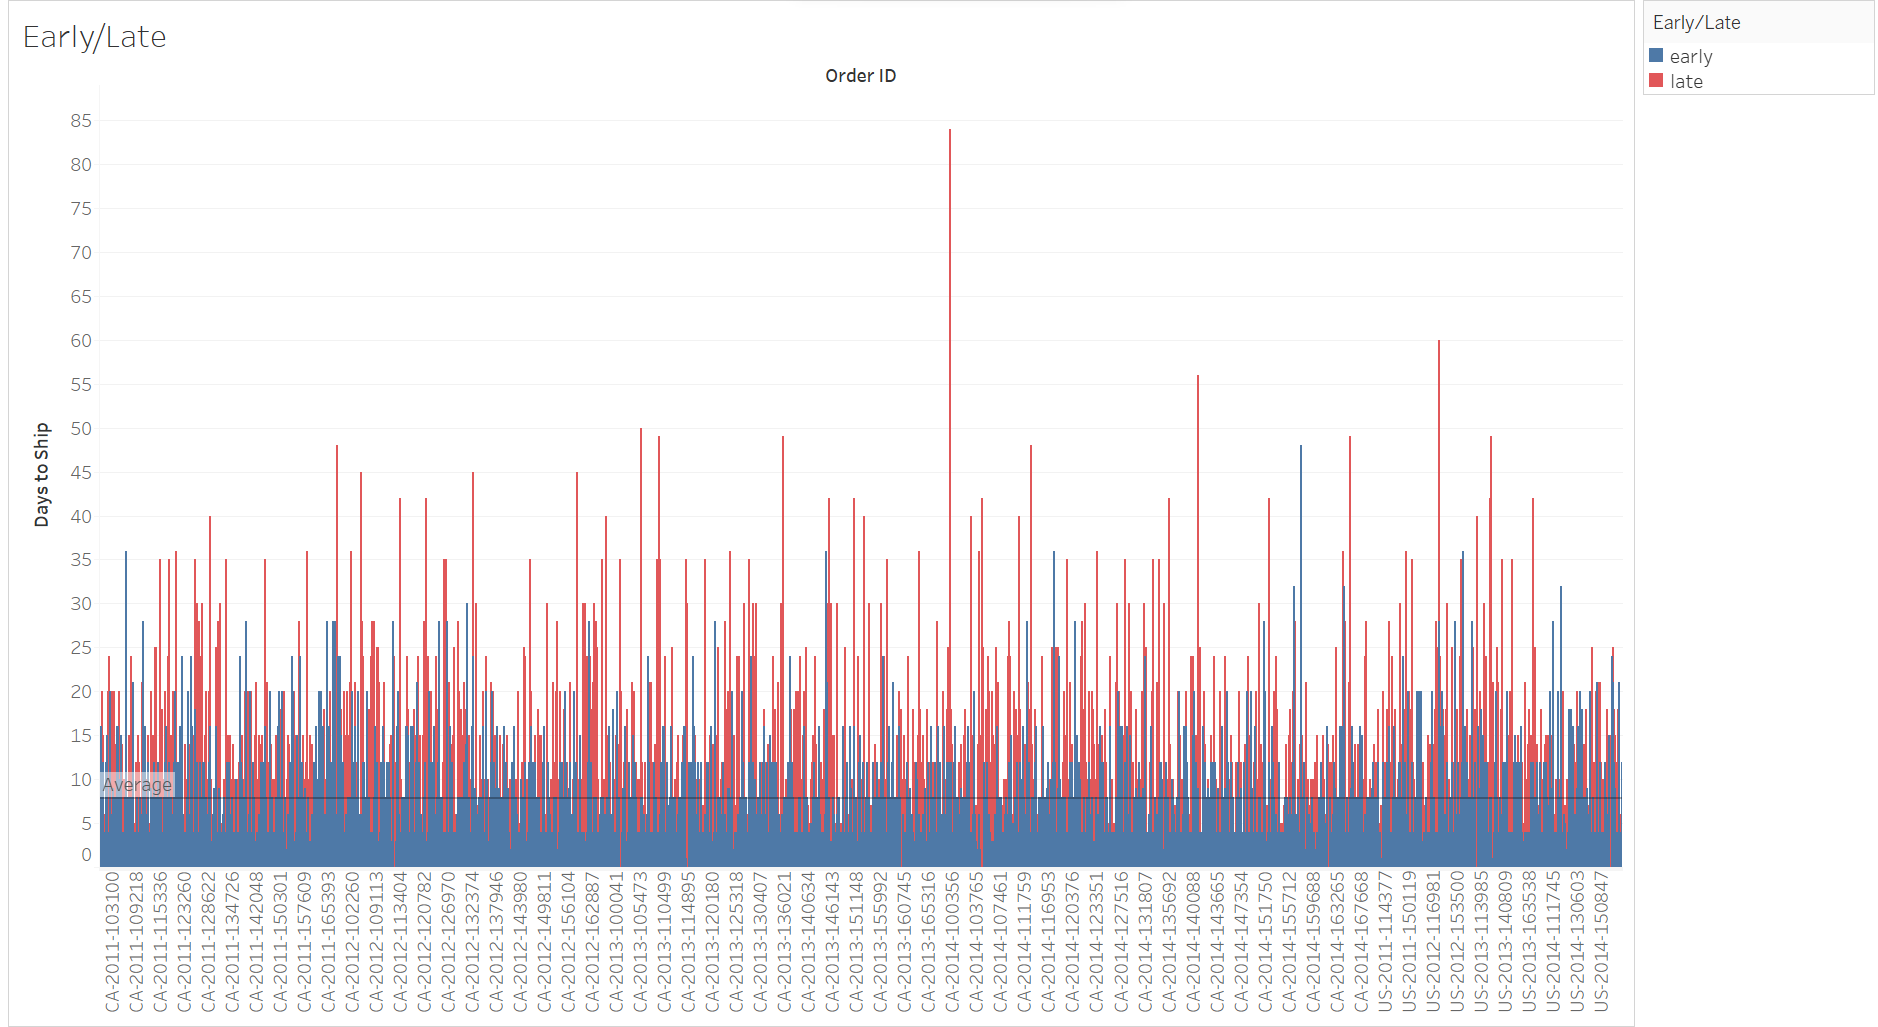 Early/Late
Order ID
85
80
75
70
65
60
55
50
45
40
35
30
25
20
15
10
5
0
Days to Ship
Average
CA-2011-103100
CA-2011-109218
CA-2011-115336
CA-2011-123260
CA-2011-128622
CA-2011-134726
CA-2011-142048
CA-2011-150301
CA-2011-157609
CA-2011-165393
CA-2012-102260
CA-2012-109113
CA-2012-113404
CA-2012-120782
CA-2012-126970
CA-2012-132374
CA-2012-137946
CA-2012-143980
CA-2012-149811
CA-2012-156104
CA-2012-162887
CA-2013-100041
CA-2013-105473
CA-2013-110499
CA-2013-114895
CA-2013-120180
CA-2013-125318
CA-2013-130407
CA-2013-136021
CA-2013-140634
CA-2013-146143
CA-2013-151148
CA-2013-155992
CA-2013-160745
CA-2013-165316
CA-2014-100356
CA-2014-103765
CA-2014-107461
CA-2014-111759
CA-2014-116953
CA-2014-120376
CA-2014-123351
CA-2014-127516
CA-2014-131807
CA-2014-135692
CA-2014-140088
CA-2014-143665
CA-2014-147354
CA-2014-151750
CA-2014-155712
CA-2014-159688
CA-2014-163265
CA-2014-167668
US-2011-114377
US-2011-150119
US-2012-116981
US-2012-153500
US-2013-113985
US-2013-140809
US-2013-163538
US-2014-111745
US-2014-130603
US-2014-150847
Early/Late
early
late